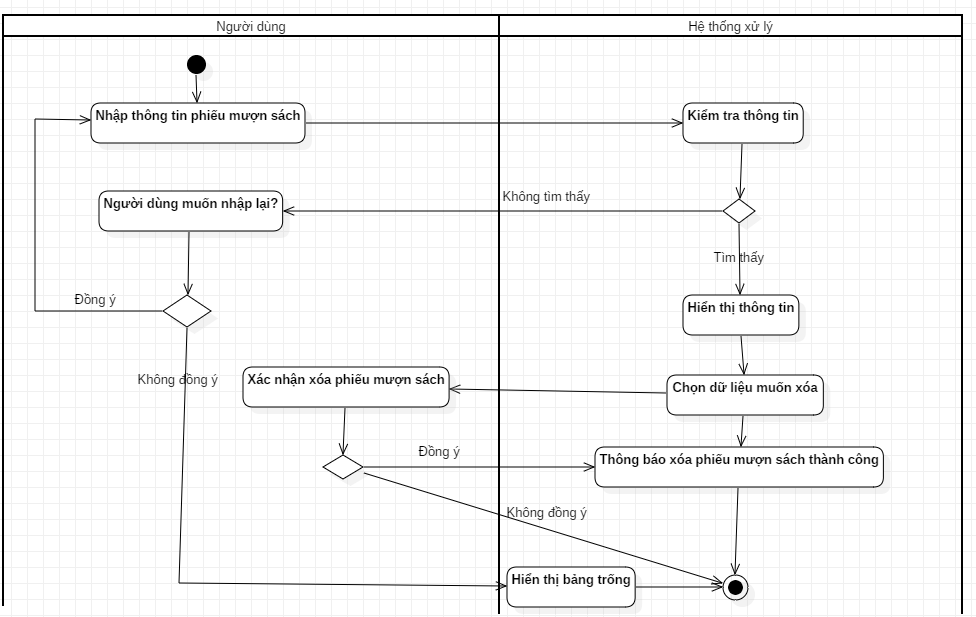 Người dùng
Hệ thống xử lý
Nhập thông tin phiếu mượn sách
Kiểm tra thông tin
Không tìm thấy
Người dùng muốn nhập lại?
Tìm thấy
Đồng ý
Hiển thị thông tin
Không đồng ý
Xác nhận xóa phiếu mượn sách
Chọn dữ liệu muốn xóa
Đồng ý
Thông báo xóa phiếu mượn sách thành công
Không đồng ý
Hiển thị bảng trống